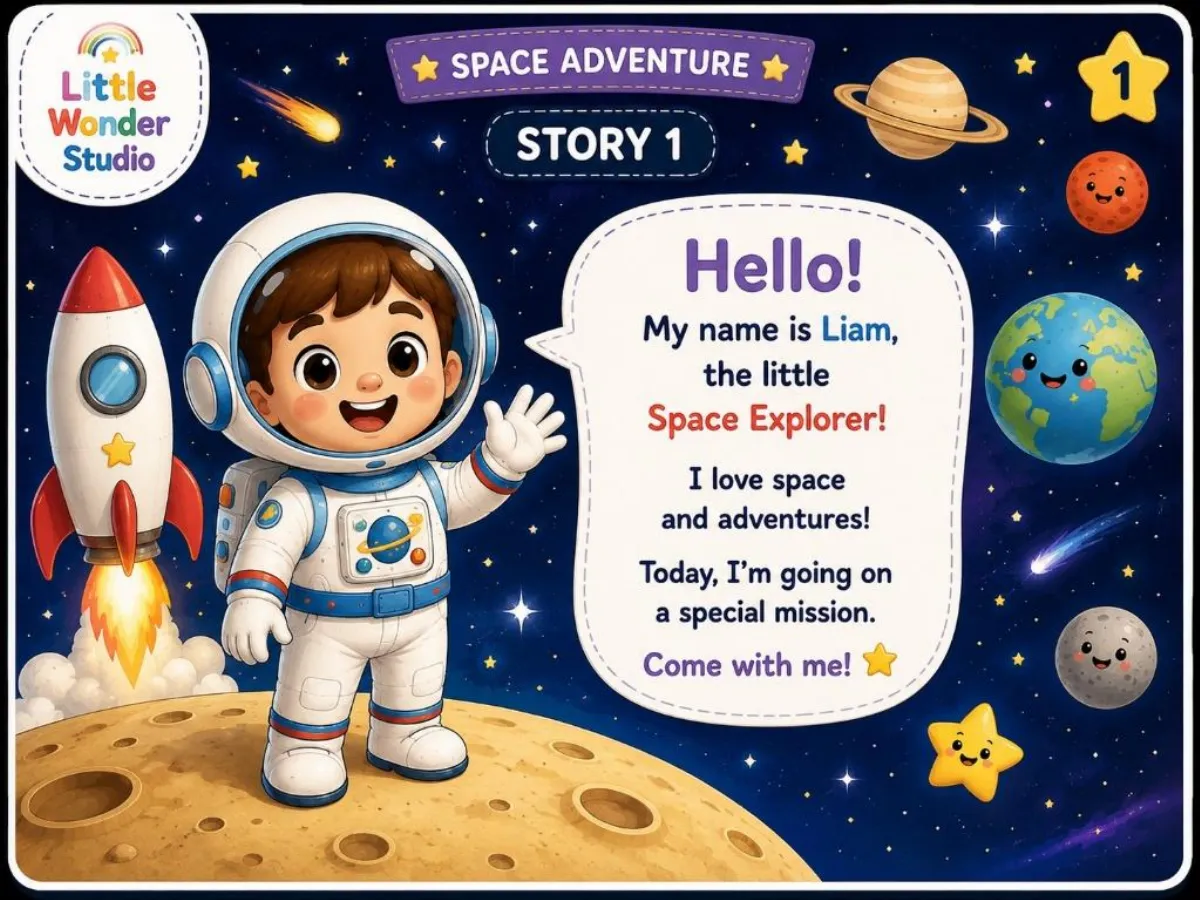 Little
Wonder
Studio
SPACE ADVENTURE
STORY 1
1
Hello!
My name is Liam,
the little
Space Explorer!
I love space
and adventures!
Today, I'm going on
a special mission.
Come with me!